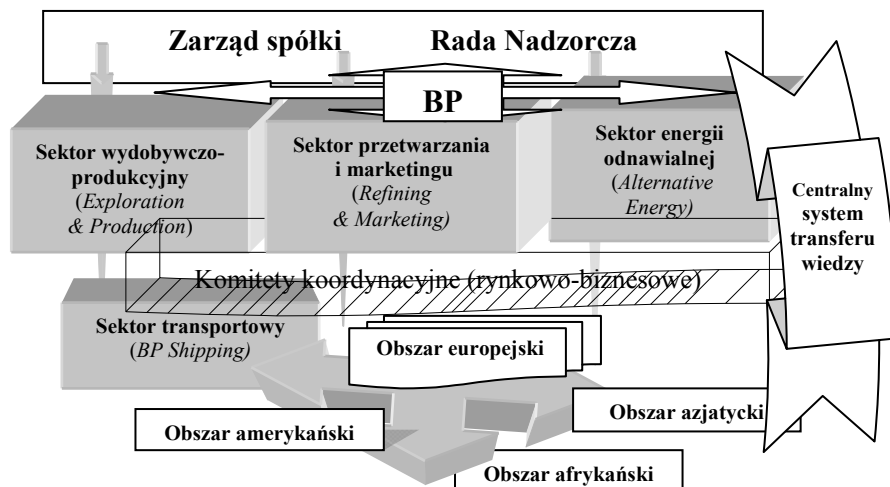 Zarząd spółki Rada Nadzorcza
BP
Sektor wydobywczo-
produkcyjny
(Exploration
& Production)
Sektor przetwarzania
i marketingu
(Refining
& Marketing)
Sektor energii
odnawialnej
(Alternative
Energy)
Centralny
system
transferu
wiedzy
Komitety koordynacyjne (rynkowo-biznesowe)
Sektor transportowy
(BP Shipping)
Obszar europejski
Obszar azjatycki
Obszar amerykański
Obszar afrykański